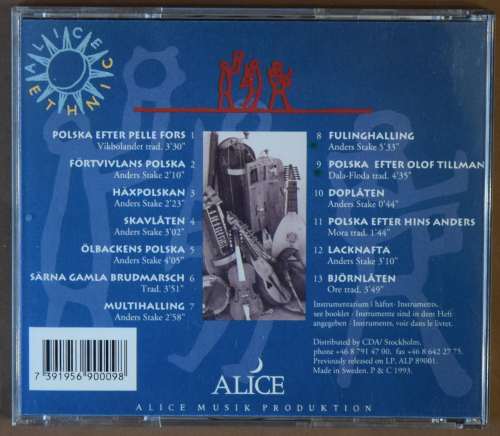 ALICE
ETHNIC
POLSKA EFTER PELLE FORS 1
Vikbolandet trad. 3'30"
FÖRTVIVLANS POLSKA 2
Anders Stake 2'10"
HÄXPOLSKAN 3
Anders Stake 2'23"
SKAVLÅTEN 4
Anders Stake 3'02"
ÖLBACKENS POLSKA 5
Anders Stake 4'05"
SÄRNA GAMLA BRUDMARSCH 6
Trad. 3'51"
MULTIHALLING 7
Anders Stake 2'58"
8 FULINGHALLING
Anders Stake 5'33"
9 POLSKA EFTER OLOF TILLMAN
Dala-Floda trad. 4'35"
10 DOPLÅTEN
Anders Stake 0'44"
11 POLSKA EFTER HINS ANDERS
Mora trad. 1'44"
12 LACKNAFTA
Anders Stake 3'10"
13 BJÖRNLÅTEN
Ore trad. 3'49"
Instrumentarium i häftet · Instruments,
see booklet · Instrumente sind in dem Heft
angegeben · Instruments, voir dans le livret.
Distributed by CDA/ Stockholm,
phone +46 8 791 47 00, fax +46 8 642 22 75.
Previously released on LP, ALP 89001.
Made in Sweden. P & C 1993.
7 391956 900098
ALICE
ALICE MUSIK PRODUKTION